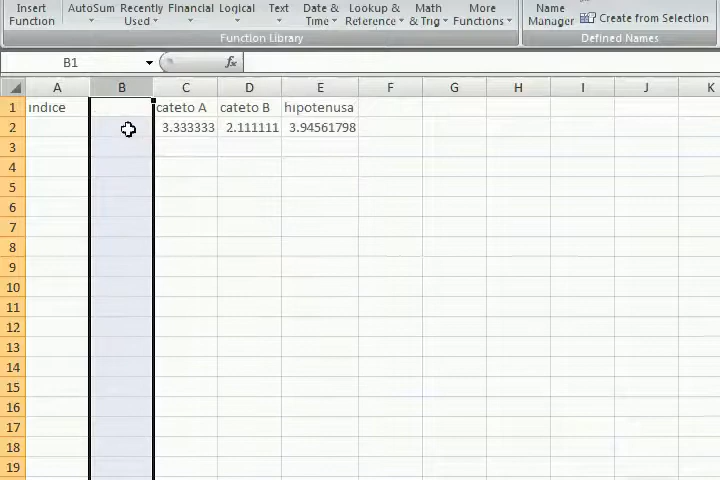 Insert Function AutoSum Recently Used Financial Logical Text Date & Time Lookup & Reference Math & Trig More Functions
Name Manager
Create from Selection
Function Library
Defined Names
B1 fx
A B C D E F G H I J K
1 indice cateto A cateto B hipotenusa
2 3.333333 2.111111 3.94561798
3
4
5
6
7
8
9
10
11
12
13
14
15
16
17
18
19